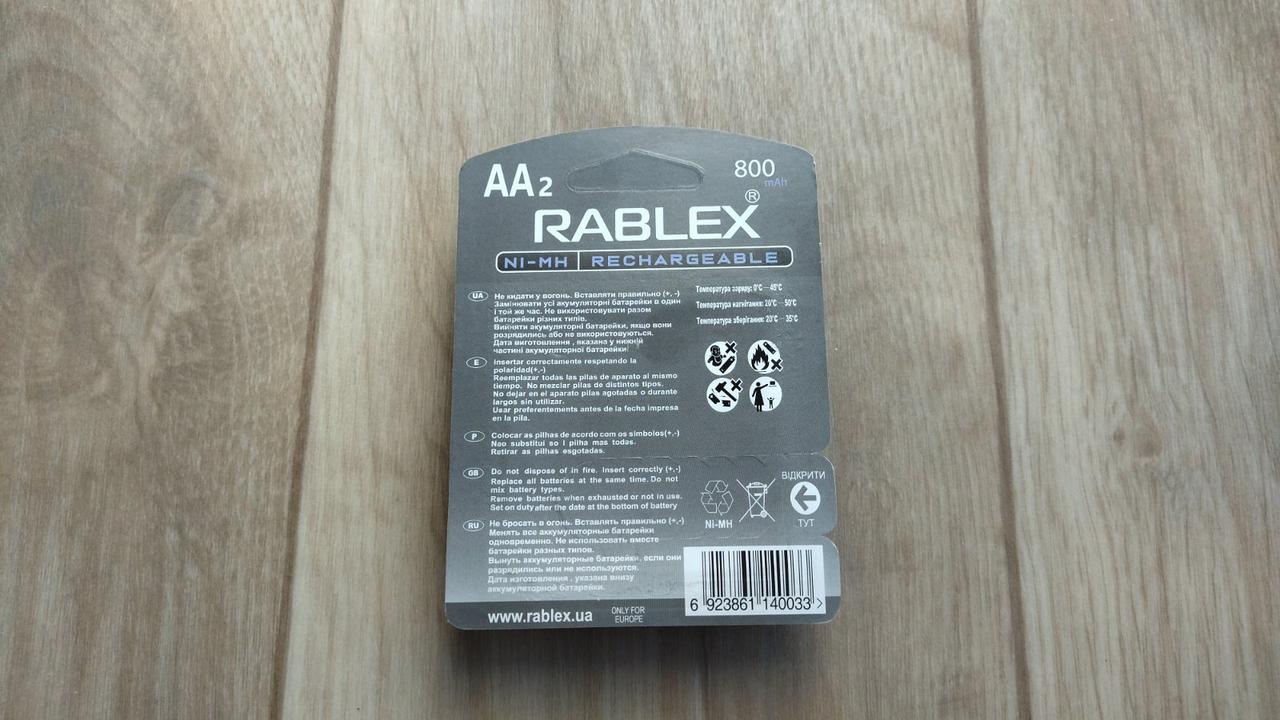 AA2
800
mAh
RABLEX®
NI-MH | RECHARGEABLE
UA
Не кидати у вогонь. Вставляти правильно (+, -)
Замінювати усі акумуляторні батарейки в один
і той же час. Не використовувати разом
батарейки різних типів.
Вийняти акумуляторні батарейки, якщо вони
розрядились або не використовуються.
Дата виготовлення , вказана у нижній
частині акумуляторної батарейки
Температура заряду: 0°C — 45°C
Температура нагнітання: 20°C — 50°C
Температура зберігання: 20°C — 35°C
E
Insertar correctamente respetando la
polaridad(+,-)
Reemplazar todas las pilas de aparato al mismo
tiempo. No mezclar pilas de distintos tipos.
No dejar en el aparato pilas agotadas o durante
largos sin utilizar.
Usar preferentements antes de la fecha impresa
en la pila.
P
Colocar as pilhas de acordo com os simbolos(+,-)
Nao substitui so I pilha mas todas.
Retirar as pilhas esgotadas.
GB
Do not dispose of in fire. Insert correctly (+,-)
Replace all batteries at the same time. Do not
mix battery types.
Remove batteries when exhausted or not in use.
Set on duty after the date at the bottom of battery
RU
Не бросать в огонь. Вставлять правильно (+,-)
Менять все аккумуляторные батарейки
одновременно. Не использовать вместе
батарейки разных типов.
Вынуть аккумуляторные батарейки, если они
разрядились или не используются.
Дата изготовления , указана внизу
аккумуляторной батарейки.
Ni-MH
ВІДКРИТИ
ТУТ
6 923861 140033 >
www.rablex.ua
ONLY FOR
EUROPE